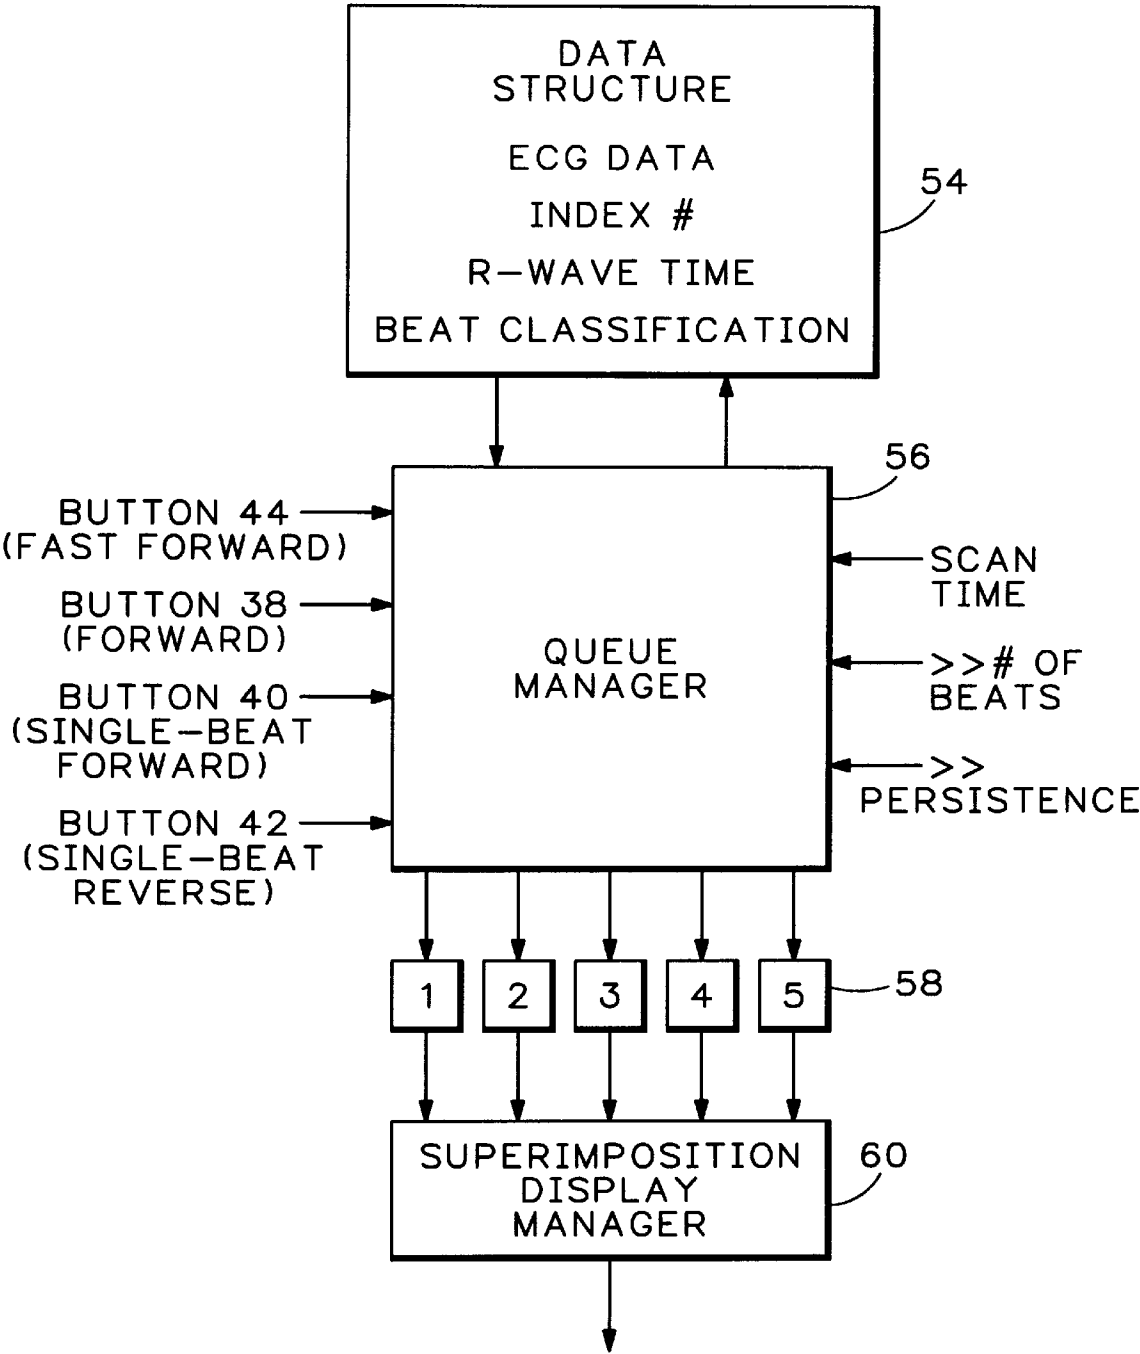 DATA
STRUCTURE
ECG DATA
INDEX #
R-WAVE TIME
BEAT CLASSIFICATION
54
56
BUTTON 44
(FAST FORWARD)
BUTTON 38
(FORWARD)
BUTTON 40
(SINGLE-BEAT
FORWARD)
BUTTON 42
(SINGLE-BEAT
REVERSE)
QUEUE
MANAGER
SCAN
TIME
>># OF
BEATS
>>
PERSISTENCE
1 2 3 4 5
58
SUPERIMPOSITION
DISPLAY
MANAGER
60